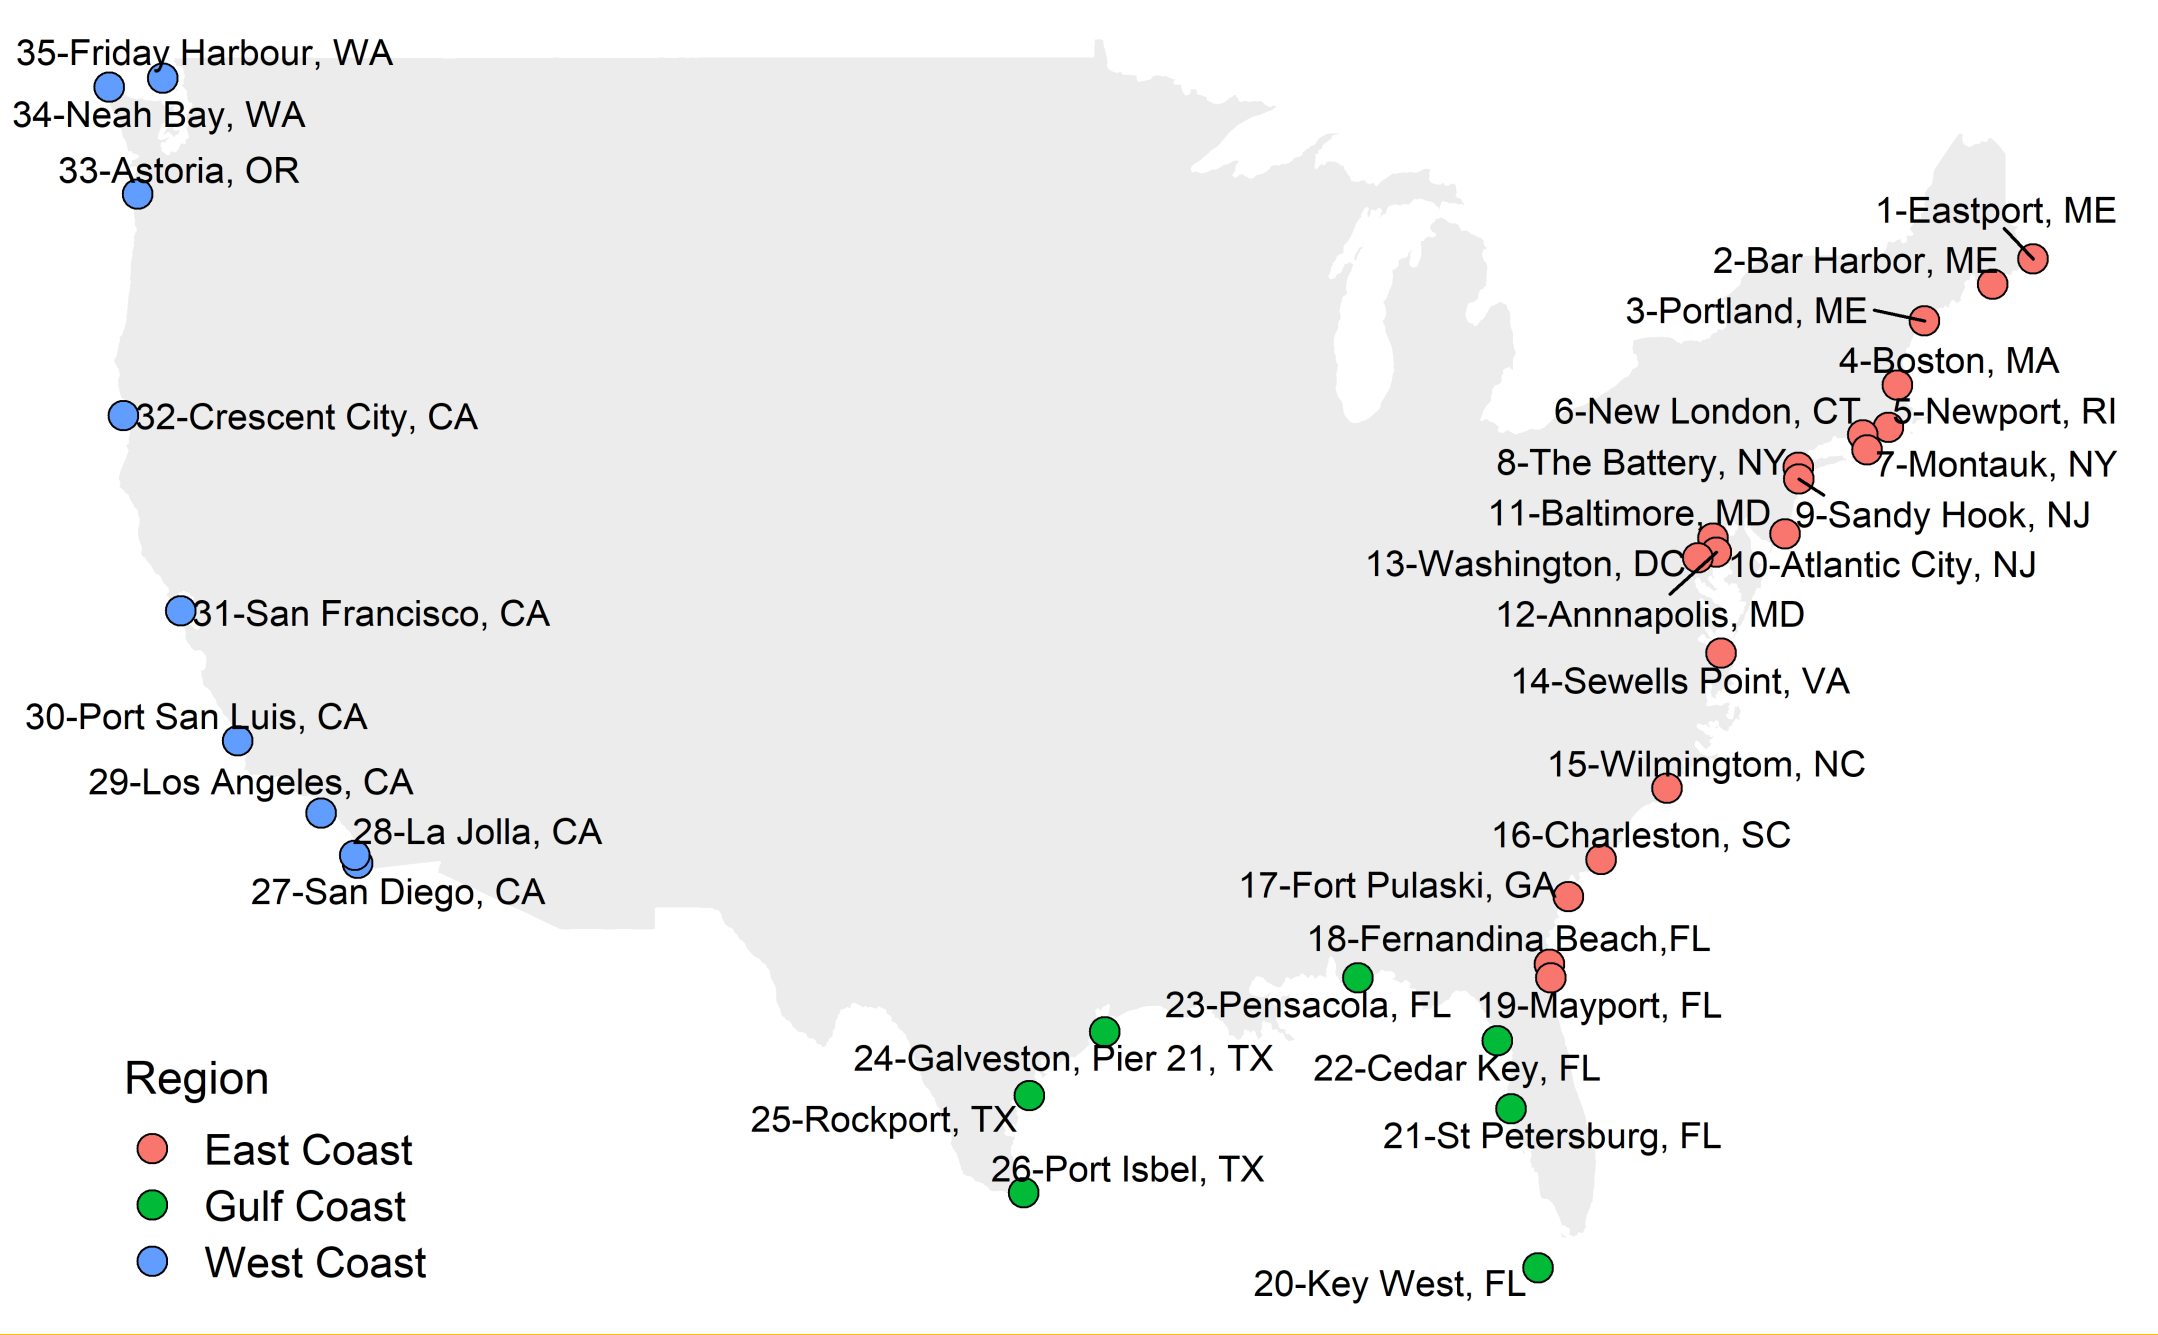 35-Friday Harbour, WA
34-Neah Bay, WA
33-Astoria, OR
1-Eastport, ME
2-Bar Harbor, ME
3-Portland, ME
4-Boston, MA
6-New London, CT
5-Newport, RI
32-Crescent City, CA
8-The Battery, NY
7-Montauk, NY
11-Baltimore, MD
9-Sandy Hook, NJ
13-Washington, DC
10-Atlantic City, NJ
31-San Francisco, CA
12-Annnapolis, MD
14-Sewells Point, VA
30-Port San Luis, CA
15-Wilmingtom, NC
29-Los Angeles, CA
28-La Jolla, CA
16-Charleston, SC
27-San Diego, CA
17-Fort Pulaski, GA
18-Fernandina Beach,FL
23-Pensacola, FL
19-Mayport, FL
24-Galveston, Pier 21, TX
22-Cedar Key, FL
25-Rockport, TX
21-St Petersburg, FL
26-Port Isbel, TX
20-Key West, FL
Region
East Coast
Gulf Coast
West Coast